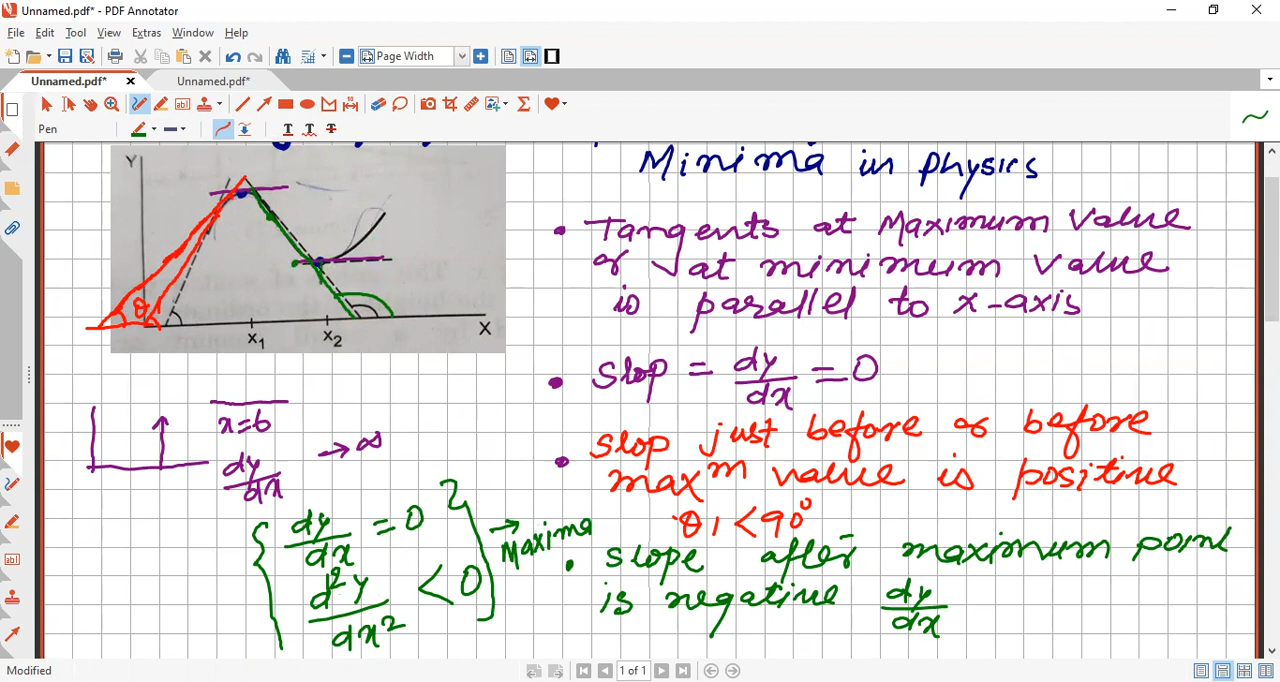 Unnamed.pdf* - PDF Annotator
File Edit Tool View Extras Window Help
Page Width
Unnamed.pdf*
Unnamed.pdf*
Pen
Minima in physics
Y
X
x1
x2
θ1
• Tangents at Maximum value
or at minimum value
is parallel to x-axis
• Slop = dy/dx = 0
• Slop just before or before
maxm value is positive
θ1 < 90°
• Slope after maximum point
is negative dy/dx
x=6
dy/dx → ∞
dy/dx = 0
d²y/dx² < 0
→ Maxima
Modified
1 of 1